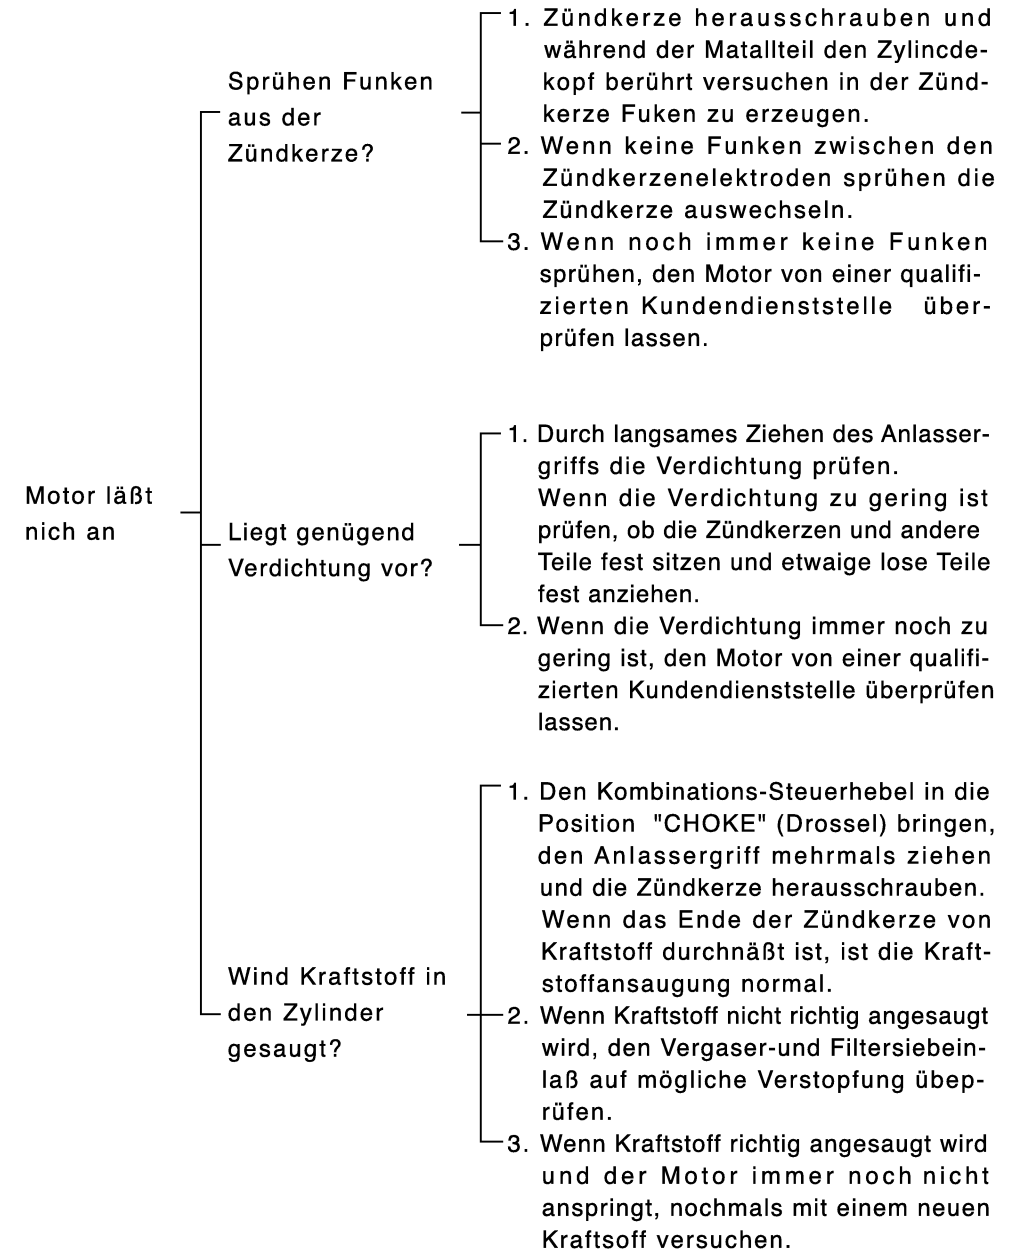 Motor läßt
nich an
Sprühen Funken
aus der
Zündkerze?
1. Zündkerze herausschrauben und
während der Matallteil den Zylincde-
kopf berührt versuchen in der Zünd-
kerze Fuken zu erzeugen.
2. Wenn keine Funken zwischen den
Zündkerzenelektroden sprühen die
Zündkerze auswechseln.
3. Wenn noch immer keine Funken
sprühen, den Motor von einer qualifi-
zierten Kundendienststelle über-
prüfen lassen.
Liegt genügend
Verdichtung vor?
1. Durch langsames Ziehen des Anlasser-
griffs die Verdichtung prüfen.
Wenn die Verdichtung zu gering ist
prüfen, ob die Zündkerzen und andere
Teile fest sitzen und etwaige lose Teile
fest anziehen.
2. Wenn die Verdichtung immer noch zu
gering ist, den Motor von einer qualifi-
zierten Kundendienststelle überprüfen
lassen.
Wind Kraftstoff in
den Zylinder
gesaugt?
1. Den Kombinations-Steuerhebel in die
Position "CHOKE" (Drossel) bringen,
den Anlassergriff mehrmals ziehen
und die Zündkerze herausschrauben.
Wenn das Ende der Zündkerze von
Kraftstoff durchnäßt ist, ist die Kraft-
stoffansaugung normal.
2. Wenn Kraftstoff nicht richtig angesaugt
wird, den Vergaser-und Filtersiebein-
laß auf mögliche Verstopfung übep-
rüfen.
3. Wenn Kraftstoff richtig angesaugt wird
und der Motor immer noch nicht
anspringt, nochmals mit einem neuen
Kraftsoff versuchen.